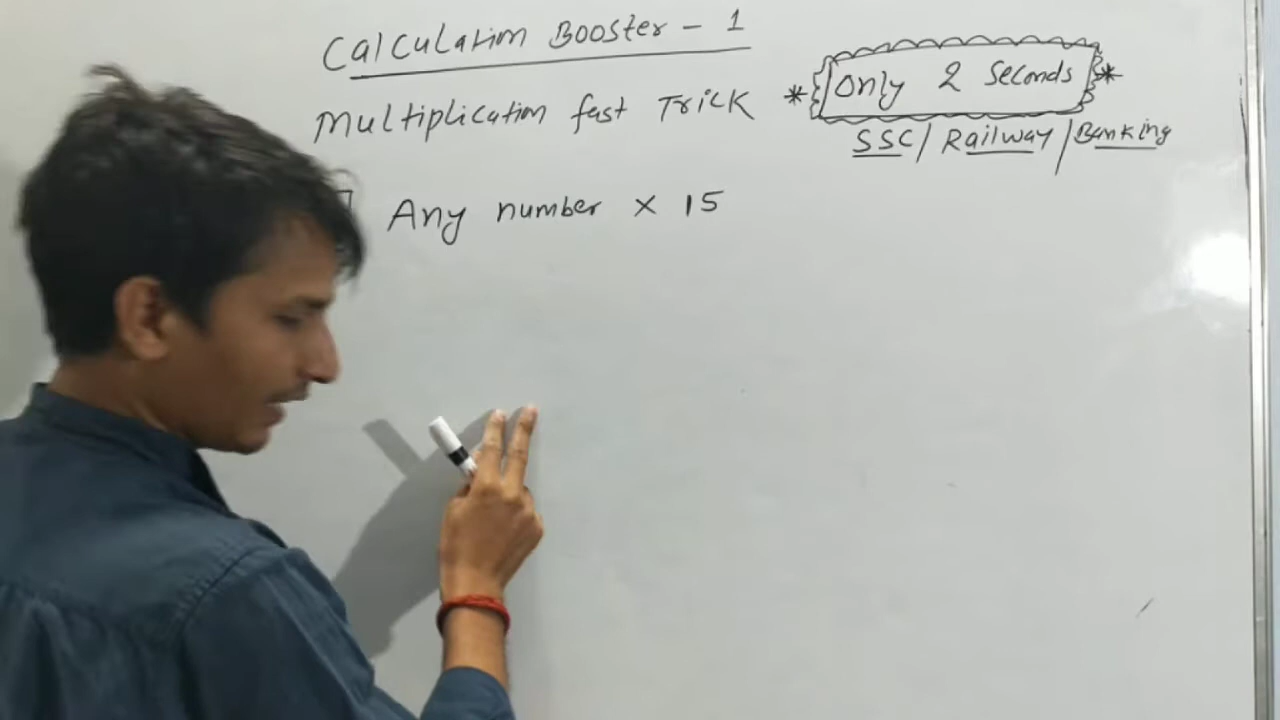 Calculation Booster - 1
Multiplication fast Trick * Only 2 Seconds *
SSC / Railway / Banking
Any number × 15